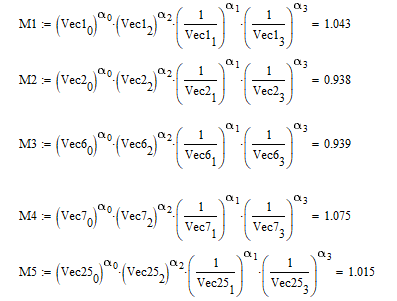 M1 := (Vec1₀)^α₀ · (Vec1₂)^α₂ · (1/Vec1₁)^α₁ · (1/Vec1₃)^α₃ = 1.043
M2 := (Vec2₀)^α₀ · (Vec2₂)^α₂ · (1/Vec2₁)^α₁ · (1/Vec2₃)^α₃ = 0.938
M3 := (Vec6₀)^α₀ · (Vec6₂)^α₂ · (1/Vec6₁)^α₁ · (1/Vec6₃)^α₃ = 0.939
M4 := (Vec7₀)^α₀ · (Vec7₂)^α₂ · (1/Vec7₁)^α₁ · (1/Vec7₃)^α₃ = 1.075
M5 := (Vec25₀)^α₀ · (Vec25₂)^α₂ · (1/Vec25₁)^α₁ · (1/Vec25₃)^α₃ = 1.015